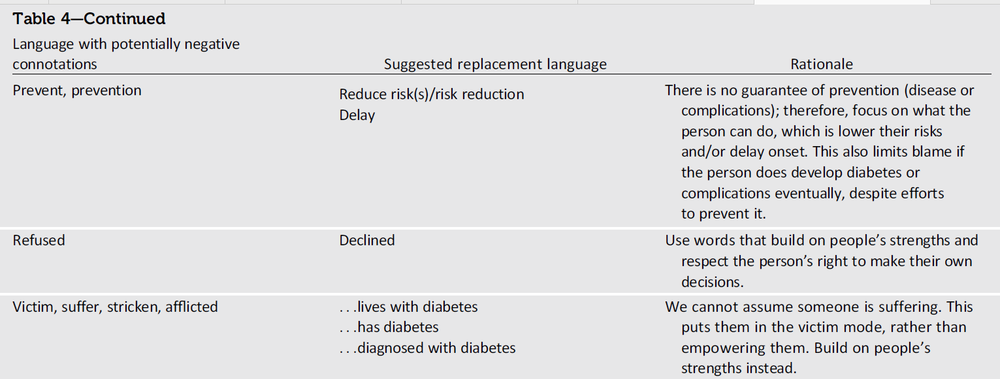 Table 4—Continued
Language with potentially negative
connotations
Suggested replacement language
Rationale
Prevent, prevention
Reduce risk(s)/risk reduction
Delay
There is no guarantee of prevention (disease or
complications); therefore, focus on what the
person can do, which is lower their risks
and/or delay onset. This also limits blame if
the person does develop diabetes or
complications eventually, despite efforts
to prevent it.
Refused
Declined
Use words that build on people’s strengths and
respect the person’s right to make their own
decisions.
Victim, suffer, stricken, afflicted
. . .lives with diabetes
. . .has diabetes
. . .diagnosed with diabetes
We cannot assume someone is suffering. This
puts them in the victim mode, rather than
empowering them. Build on people’s
strengths instead.